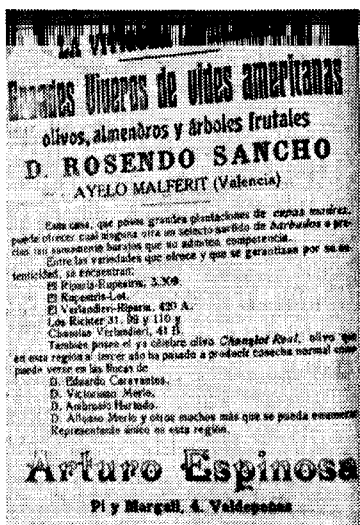 LA VITICOLA
Grandes Viveros de vides americanas
olivos, almendros y árboles frutales
D. ROSENDO SANCHO
AYELO MALFERIT (Valencia)
Esta casa, que posee grandes plantaciones de cepas madres,
puede ofrecer cual ninguna otra un selecto surtido de barbados a pre-
cios tan sumamente baratos que no admiten competencia.
Entre las variedades que ofrece y que se garantizan por su au-
tenticidad, se encuentran:
El Riparia-Rupestris, 3.309
El Rupestris-Lot.
El Verlandieri-Riparia, 420 A.
Los Richter 31, 99 y 110 y
Chasselas Verlandieri, 41 B.
También posee el ya célebre olivo Changlot Real, olivo que
en esta región al tercer año ha pasado a producir cosecha normal como
puede verse en las fincas de
D. Eduardo Caravantes.
D. Victoriano Merlo.
D. Ambrosio Hurtado.
D. Alfonso Merlo y otros muchos más que se pueda enumerar
Representante único en esta región.
Arturo Espinosa
Pi y Margall, 4. Valdepeñas